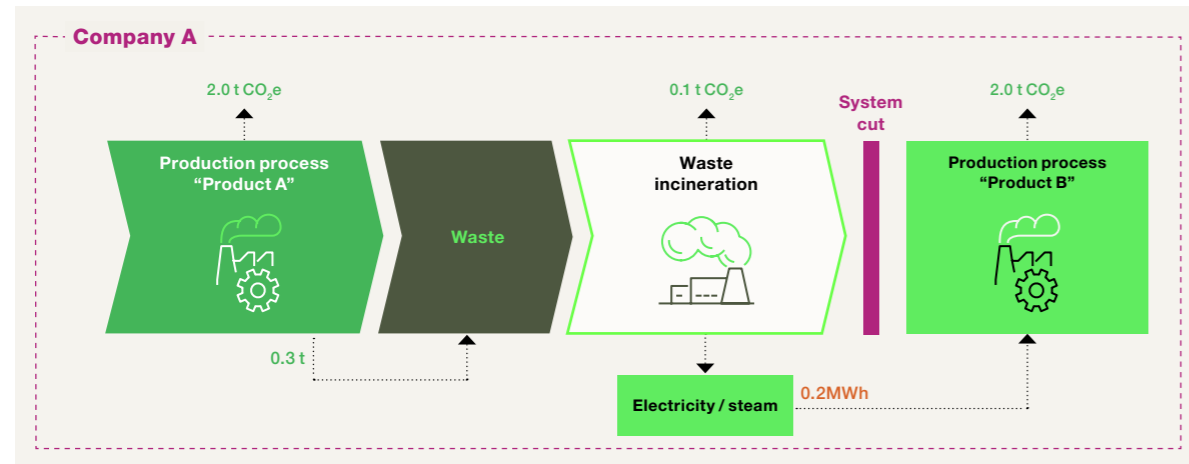 Company A
2.0 t CO₂e
0.1 t CO₂e
System
cut
2.0 t CO₂e
Production process
“Product A”
Waste
Waste
incineration
Production process
“Product B”
0.3 t
Electricity / steam
0.2MWh